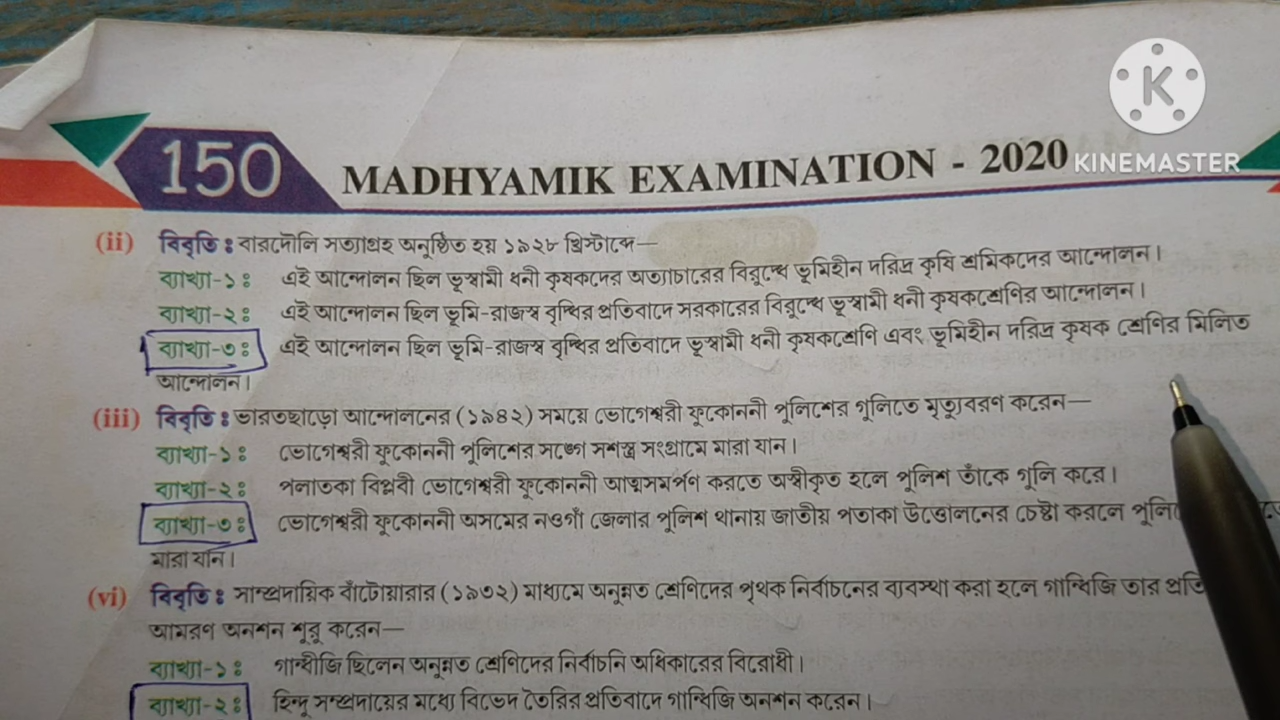 K
KINEMASTER
150 MADHYAMIK EXAMINATION - 2020
(ii) বিবৃতি : বারদৌলি সত্যাগ্রহ অনুষ্ঠিত হয় ১৯২৮ খ্রিস্টাব্দে—
ব্যাখ্যা-১ : এই আন্দোলন ছিল ভূস্বামী ধনী কৃষকদের অত্যাচারের বিরুদ্ধে ভূমিহীন দরিদ্র কৃষি শ্রমিকদের আন্দোলন।
ব্যাখ্যা-২ : এই আন্দোলন ছিল ভূমি-রাজস্ব বৃদ্ধির প্রতিবাদে সরকারের বিরুদ্ধে ভূস্বামী ধনী কৃষকশ্রেণির আন্দোলন।
ব্যাখ্যা-৩ : এই আন্দোলন ছিল ভূমি-রাজস্ব বৃদ্ধির প্রতিবাদে ভূস্বামী ধনী কৃষকশ্রেণি এবং ভূমিহীন দরিদ্র কৃষক শ্রেণির মিলিত
আন্দোলন।
(iii) বিবৃতি : ভারতছাড়ো আন্দোলনের (১৯৪২) সময়ে ভোগেশ্বরী ফুকোননী পুলিশের গুলিতে মৃত্যুবরণ করেন—
ব্যাখ্যা-১ : ভোগেশ্বরী ফুকোননী পুলিশের সঙ্গে সশস্ত্র সংগ্রামে মারা যান।
ব্যাখ্যা-২ : পলাতকা বিপ্লবী ভোগেশ্বরী ফুকোননী আত্মসমর্পণ করতে অস্বীকৃত হলে পুলিশ তাঁকে গুলি করে।
ব্যাখ্যা-৩ : ভোগেশ্বরী ফুকোননী অসমের নওগাঁ জেলার পুলিশ থানায় জাতীয় পতাকা উত্তোলনের চেষ্টা করলে
মারা যান।
(vi) বিবৃতি : সাম্প্রদায়িক বাঁটোয়ারার (১৯৩২) মাধ্যমে অনুন্নত শ্রেণিদের পৃথক নির্বাচনের ব্যবস্থা করা হলে গান্ধিজি তার
আমরণ অনশন শুরু করেন—
ব্যাখ্যা-১ : গান্ধীজি ছিলেন অনুন্নত শ্রেণিদের নির্বাচনি অধিকারের বিরোধী।
ব্যাখ্যা-২ : হিন্দু সম্প্রদায়ের মধ্যে বিভেদ তৈরির প্রতিবাদে গান্ধিজি অনশন করেন।